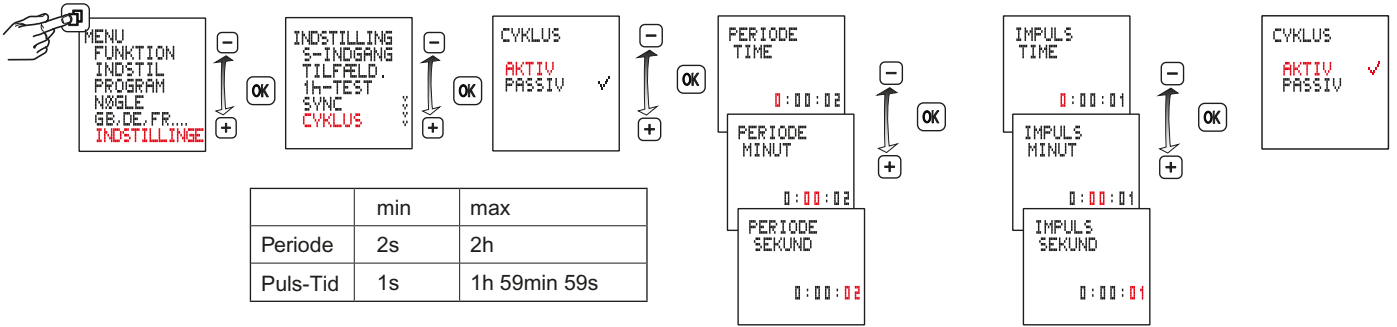 MENU
FUNKTION
INDSTIL
PROGRAM
NØGLE
GB,DE,FR....
INDSTILLINGE
−
+
OK
INDSTILLING
S-INDGANG
TILFÆLD.
1h-TEST
SYNC
CYKLUS
−
+
OK
CYKLUS
AKTIV
PASSIV ✓
−
+
OK
PERIODE
TIME
0:00:02
PERIODE
MINUT
0:00:02
PERIODE
SEKUND
0:00:02
−
+
OK
IMPULS
TIME
0:00:01
IMPULS
MINUT
0:00:01
IMPULS
SEKUND
0:00:01
−
+
OK
CYKLUS
AKTIV ✓
PASSIV
min max
Periode 2s 2h
Puls-Tid 1s 1h 59min 59s